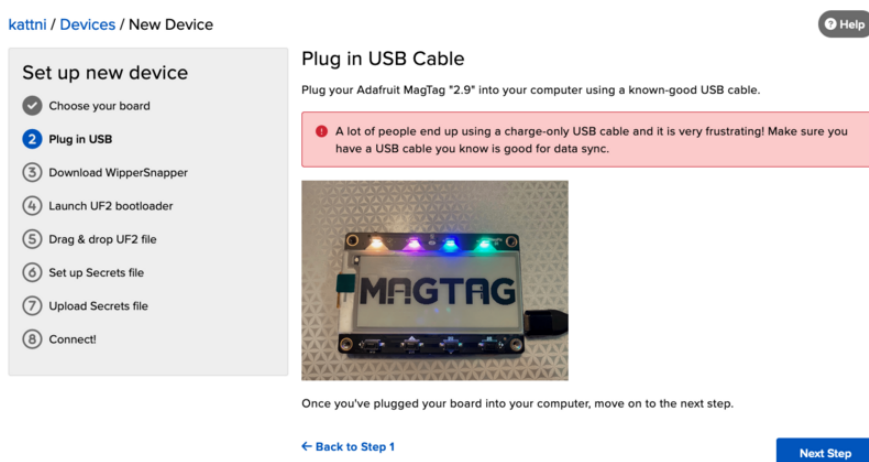 kattni / Devices / New Device
Help
Set up new device
Choose your board
2 Plug in USB
3 Download WipperSnapper
4 Launch UF2 bootloader
5 Drag & drop UF2 file
6 Set up Secrets file
7 Upload Secrets file
8 Connect!
Plug in USB Cable
Plug your Adafruit MagTag "2.9" into your computer using a known-good USB cable.
A lot of people end up using a charge-only USB cable and it is very frustrating! Make sure you
have a USB cable you know is good for data sync.
MAGTAG
Once you've plugged your board into your computer, move on to the next step.
← Back to Step 1
Next Step